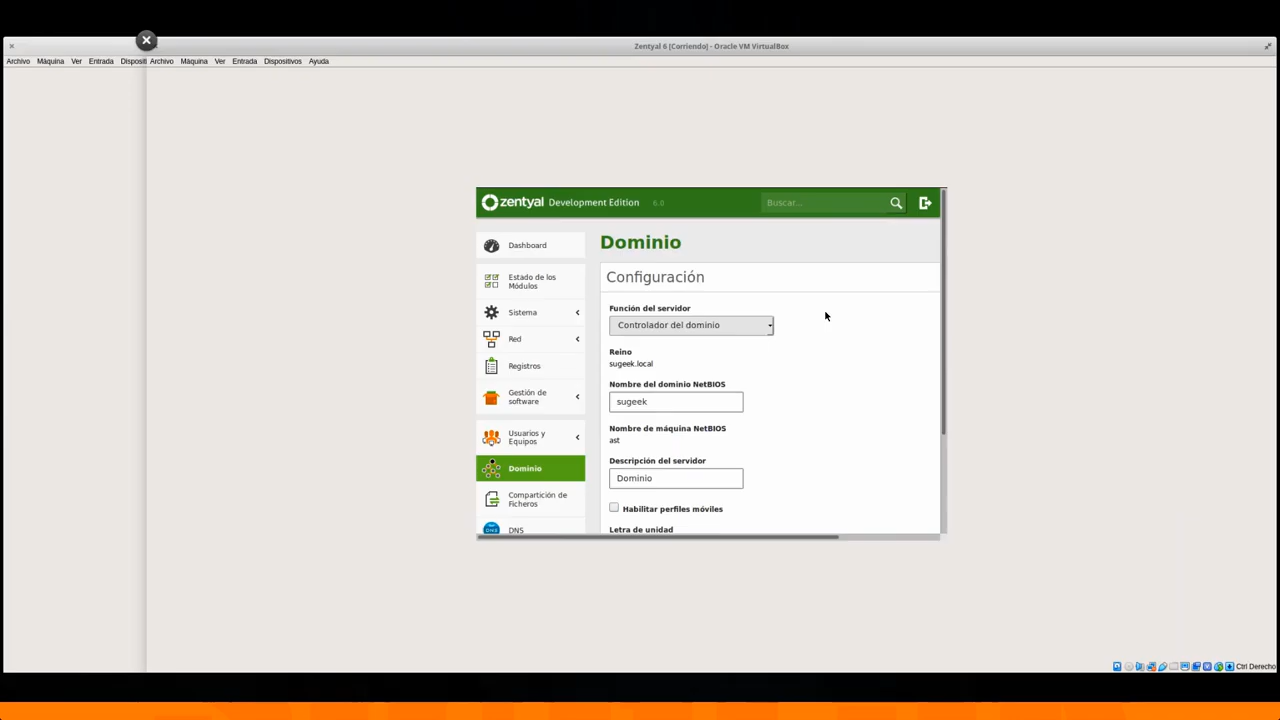 Zentyal 6 [Corriendo] - Oracle VM VirtualBox
Archivo Máquina Ver Entrada Disposit
Archivo Máquina Ver Entrada Dispositivos Ayuda
zentyal Development Edition 6.0
Buscar...
Dashboard
Estado de los
Módulos
Sistema
Red
Registros
Gestión de
software
Usuarios y
Equipos
Dominio
Compartición de
Ficheros
DNS
DNS
Dominio
Configuración
Función del servidor
Controlador del dominio
Reino
sugeek.local
Nombre del dominio NetBIOS
sugeek
Nombre de máquina NetBIOS
ast
Descripción del servidor
Dominio
Habilitar perfiles móviles
Letra de unidad
Ctrl Derecho